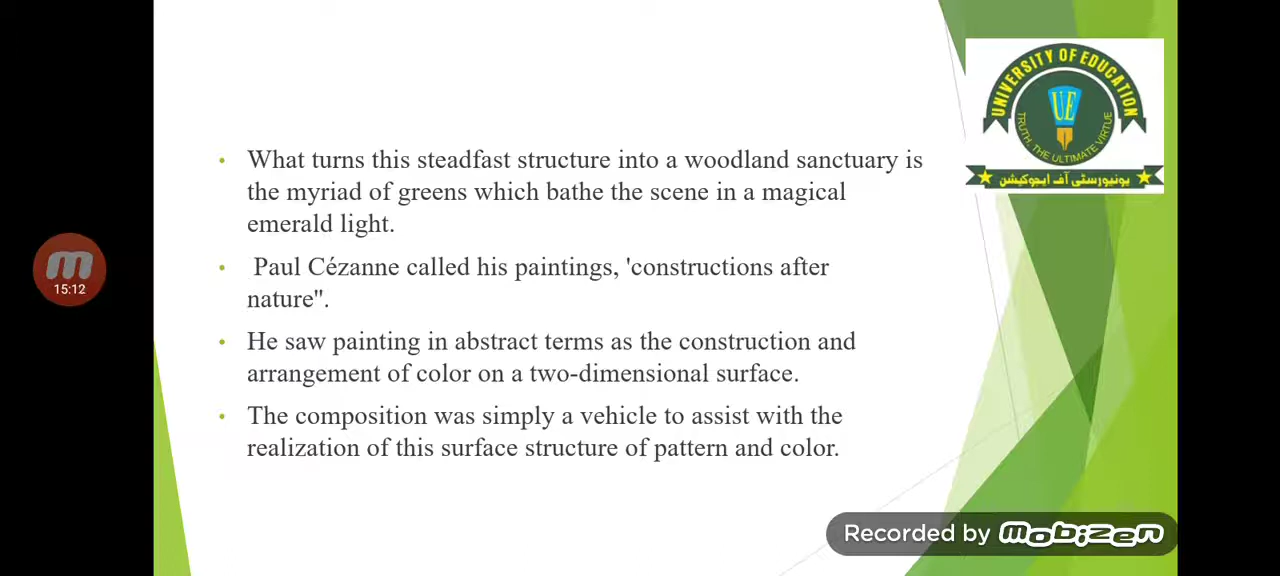 UNIVERSITY OF EDUCATION
UE
TRUTH, THE ULTIMATE VIRTUE
یونیورسٹی آف ایجوکیشن
• What turns this steadfast structure into a woodland sanctuary is
the myriad of greens which bathe the scene in a magical
emerald light.
• Paul Cézanne called his paintings, 'constructions after
nature".
• He saw painting in abstract terms as the construction and
arrangement of color on a two-dimensional surface.
• The composition was simply a vehicle to assist with the
realization of this surface structure of pattern and color.
15:12
Recorded by mobizen